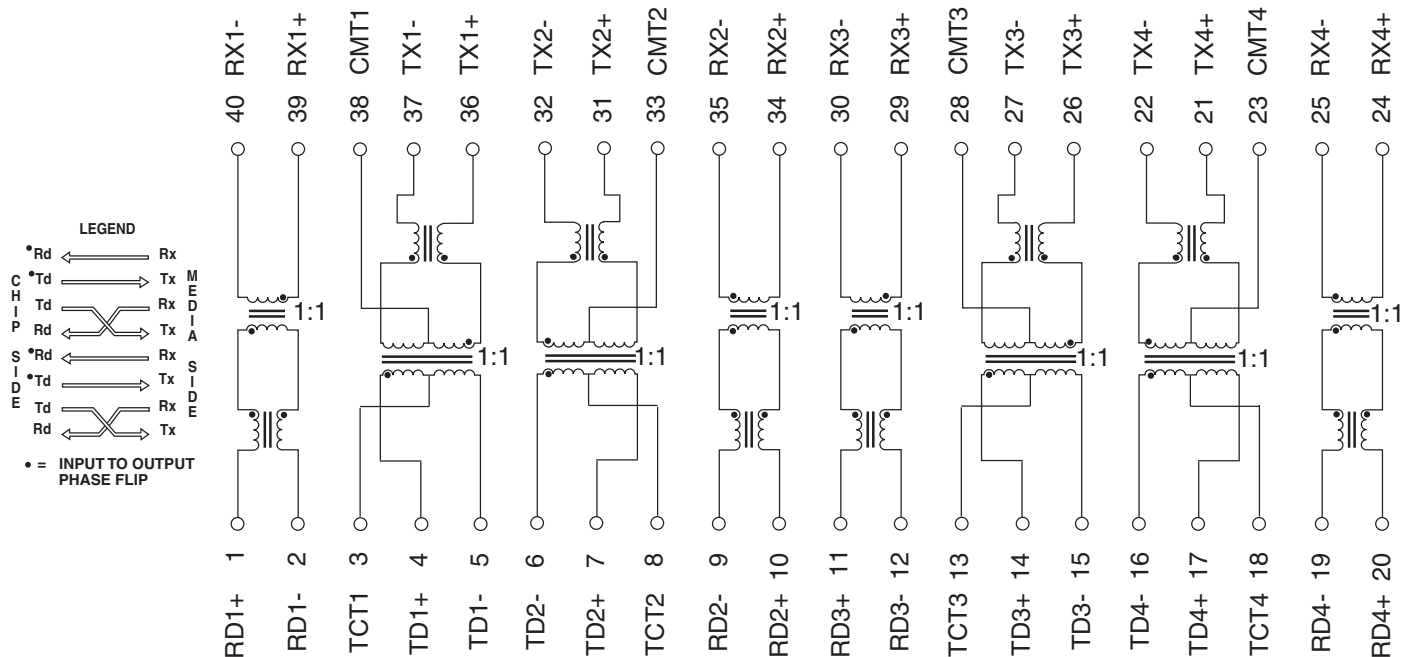 RX1-
RX1+
CMT1
TX1-
TX1+
TX2-
TX2+
CMT2
RX2-
RX2+
RX3-
RX3+
CMT3
TX3-
TX3+
TX4-
TX4+
CMT4
RX4-
RX4+
40
39
38
37
36
32
31
33
35
34
30
29
28
27
26
22
21
23
25
24
LEGEND
•Rd Rx
•Td Tx
Td Rx
Rd Tx
•Rd Rx
•Td Tx
Td Rx
Rd Tx
CHIP SIDE
MEDIA SIDE
• = INPUT TO OUTPUT
PHASE FLIP
1:1
1:1
1:1
1:1
1:1
1:1
1:1
1:1
1
2
3
4
5
6
7
8
9
10
11
12
13
14
15
16
17
18
19
20
RD1+
RD1-
TCT1
TD1+
TD1-
TD2-
TD2+
TCT2
RD2-
RD2+
RD3+
RD3-
TCT3
TD3+
TD3-
TD4-
TD4+
TCT4
RD4-
RD4+